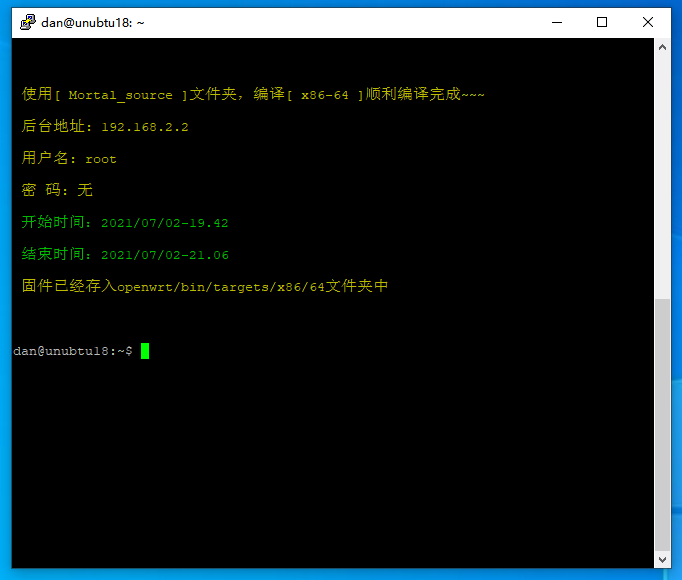 dan@unubtu18: ~
使用[ Mortal_source ]文件夹，编译[ x86-64 ]顺利编译完成~~~
后台地址：192.168.2.2
用户名：root
密 码：无
开始时间：2021/07/02-19.42
结束时间：2021/07/02-21.06
固件已经存入openwrt/bin/targets/x86/64文件夹中
dan@unubtu18:~$